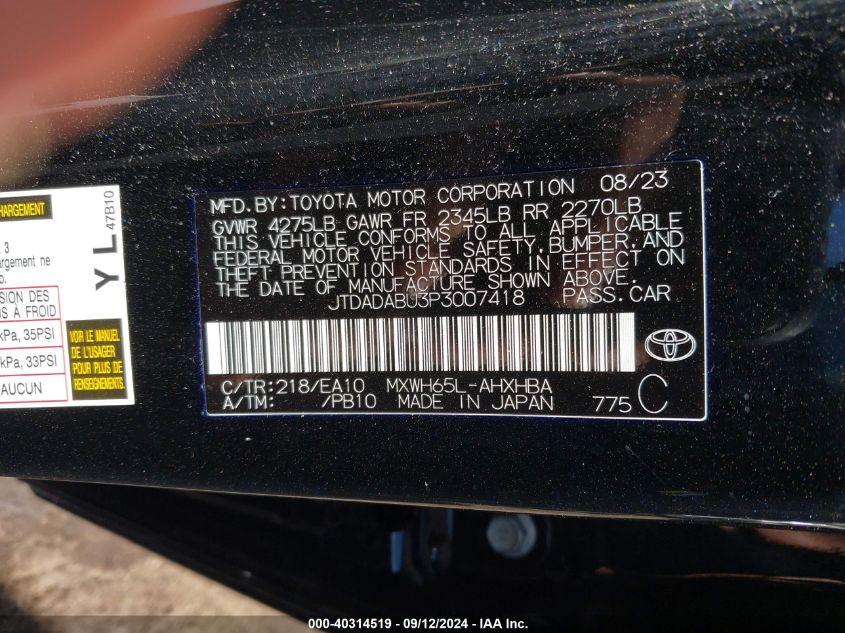 HARGEMENT
3
argement ne
o.
SION DES
US À FROID
kPa, 35PSI
kPa, 33PSI
AUCUN
YL
47B10
VOIR LE MANUEL
DE L'USAGER
POUR PLUS DE
RENSEIGNEMENTS
MFD.BY:TOYOTA MOTOR CORPORATION 08/23
GVWR 4275LB GAWR FR 2345LB RR 2270LB
THIS VEHICLE CONFORMS TO ALL APPLICABLE
FEDERAL MOTOR VEHICLE SAFETY,BUMPER,AND
THEFT PREVENTION STANDARDS IN EFFECT ON
THE DATE OF MANUFACTURE SHOWN ABOVE.
JTDADABU3P3007418 PASS.CAR
C/TR:218/EA10 MXWH65L-AHXHBA
A/TM: /PB10 MADE IN JAPAN 775 C
000-40314519 - 09/12/2024 - IAA Inc.